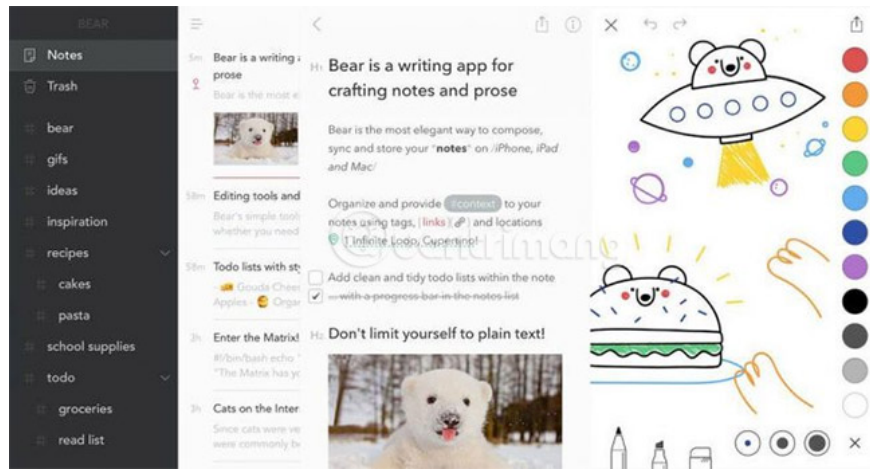 BEAR
Notes
Trash
bear
gifs
ideas
inspiration
recipes
cakes
pasta
school supplies
todo
groceries
read list
5m Bear is a writing a
prose
Bear is the most e
58m Editing tools and
Bear's simple tools
whether you need
56m Todo lists with sty
- Gouda Chees
Apples - Organ
3h Enter the Matrix!
#!/bin/bash echo "
"The Matrix has yo
3h Cats on the Inter
Since cats were ve
were commonly b
H1 Bear is a writing app for
crafting notes and prose
Bear is the most elegant way to compose,
sync and store your *notes* on /iPhone, iPad
and Mac/
Organize and provide #context to your
notes using tags, [links] and locations
1 Infinite Loop, Cupertino!
Add clean and tidy todo lists within the note
... with a progress bar in the notes list
H2 Don't limit yourself to plain text!
@quantrimang